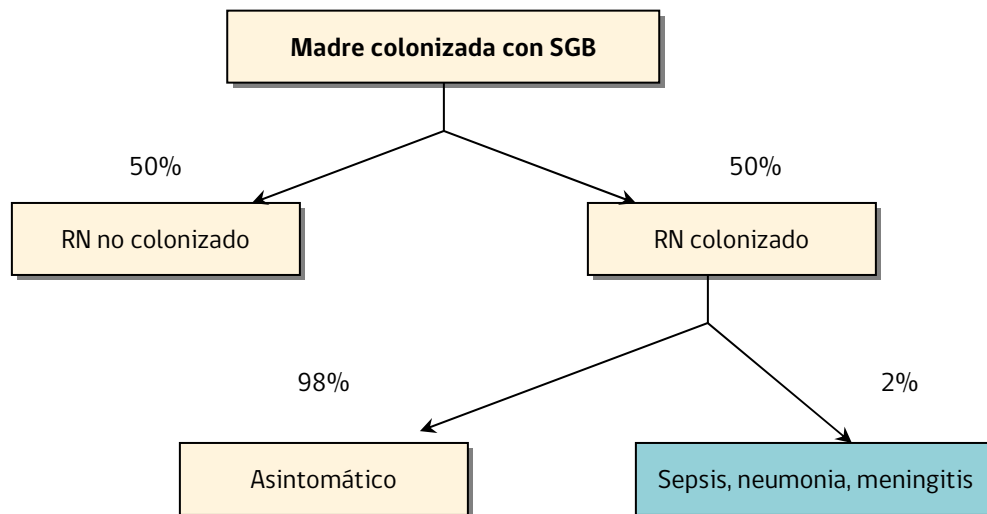 Madre colonizada con SGB
50%
50%
RN no colonizado
RN colonizado
98%
2%
Asintomático
Sepsis, neumonia, meningitis